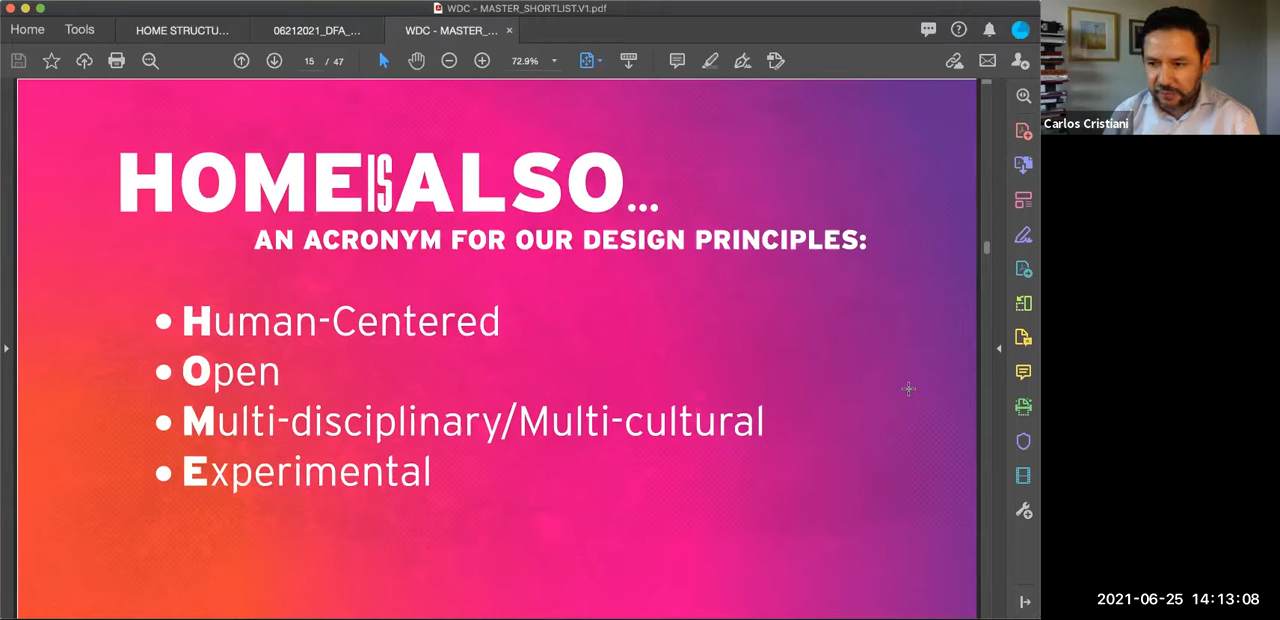 WDC - MASTER_SHORTLIST.V1.pdf
Home Tools HOME STRUCTU... 06212021_DFA_... WDC - MASTER_... ×
15 / 47 72.9%
HOME IS ALSO...
AN ACRONYM FOR OUR DESIGN PRINCIPLES:
• Human-Centered
• Open
• Multi-disciplinary/Multi-cultural
• Experimental
Carlos Cristiani
2021-06-25 14:13:08